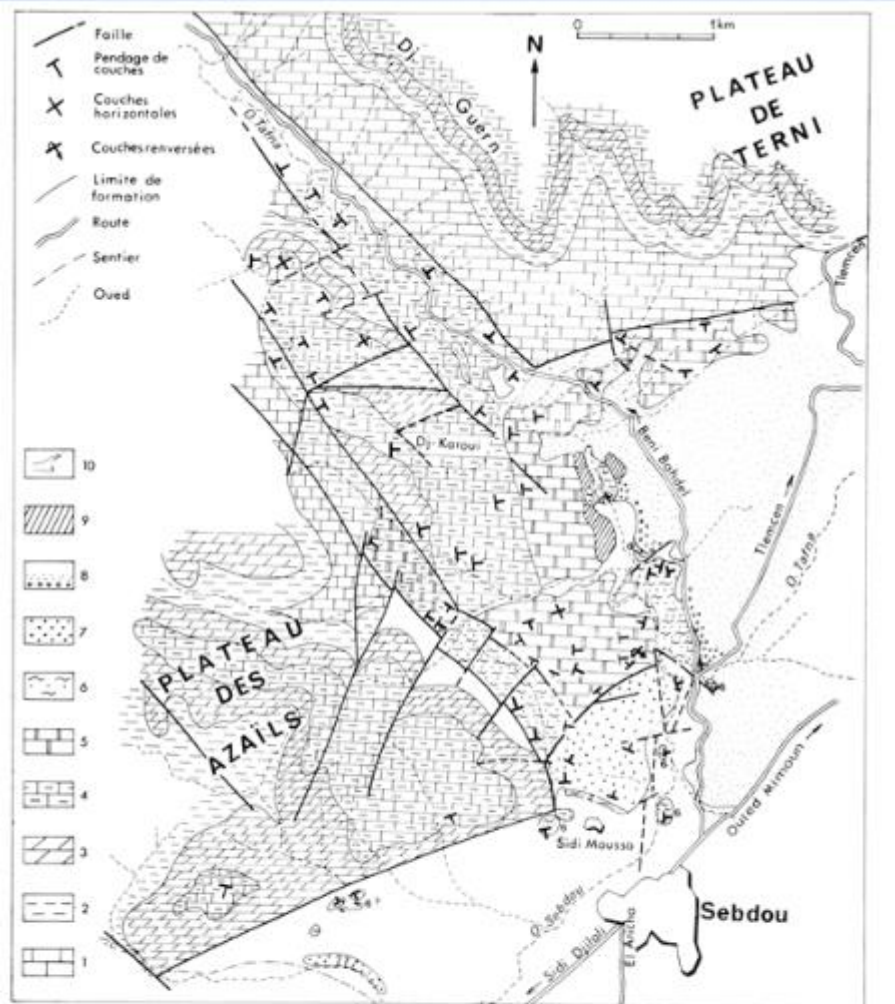 Faille
Pendage de
couches
Couches
horizontales
Couches renversées
Limite de
formation
Route
Sentier
Oued
0 1km
N
Dj Guern
PLATEAU
DE
TERNI
O. Tafna
Tlemcen
Dj. Karoui
Beni Bahdel
Tlemcen
O. Tafna
10
9
8
7
6
5
4
3
2
1
PLATEAU
DES
AZAÏLS
Sidi Moussa
Oued Mimoun
O. Sebdou
Sebdou
Sidi Djilali
El Aricha